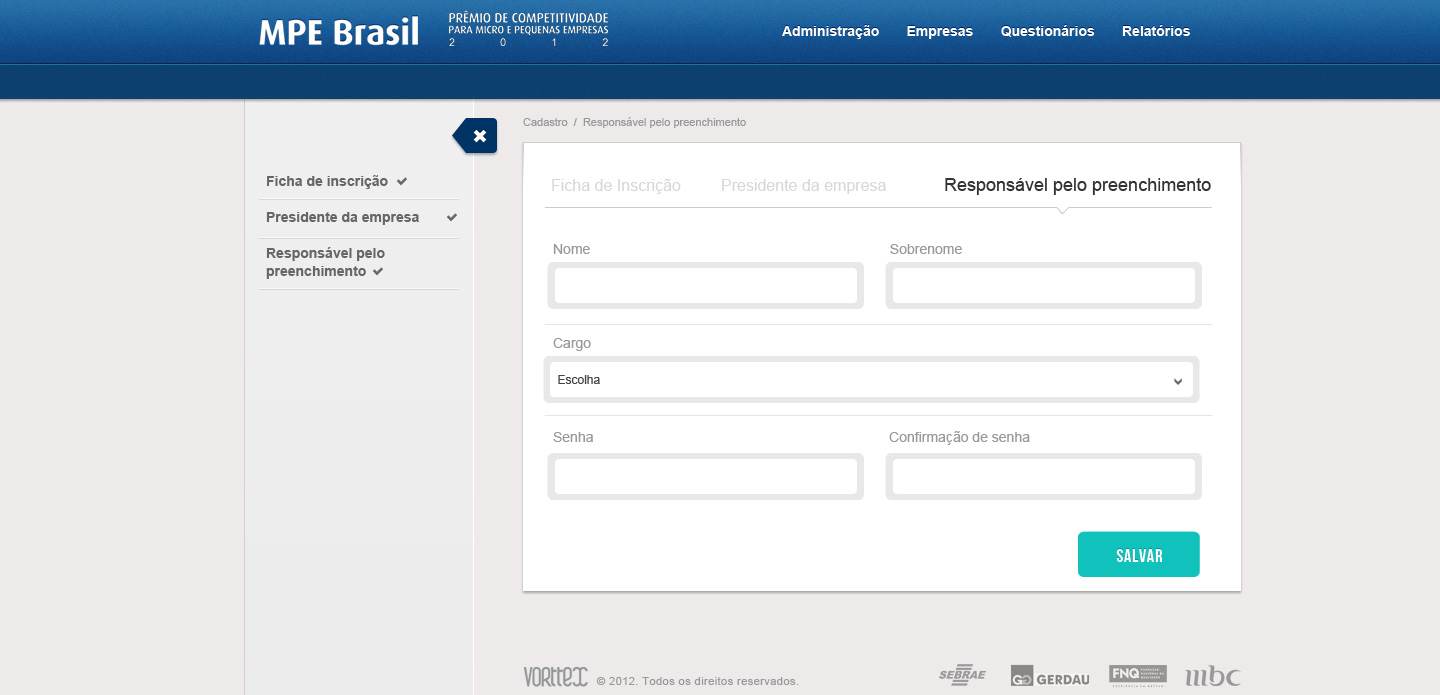 MPE Brasil
PRÊMIO DE COMPETITIVIDADE
PARA MICRO E PEQUENAS EMPRESAS
2 0 1 2
Administração Empresas Questionários Relatórios
Ficha de inscrição
Presidente da empresa
Responsável pelo
preenchimento
Cadastro / Responsável pelo preenchimento
Ficha de Inscrição Presidente da empresa Responsável pelo preenchimento
Nome Sobrenome
Cargo
Escolha
Senha Confirmação de senha
SALVAR
VORTTEX © 2012. Todos os direitos reservados.
SEBRAE GG GERDAU FNQ mbc